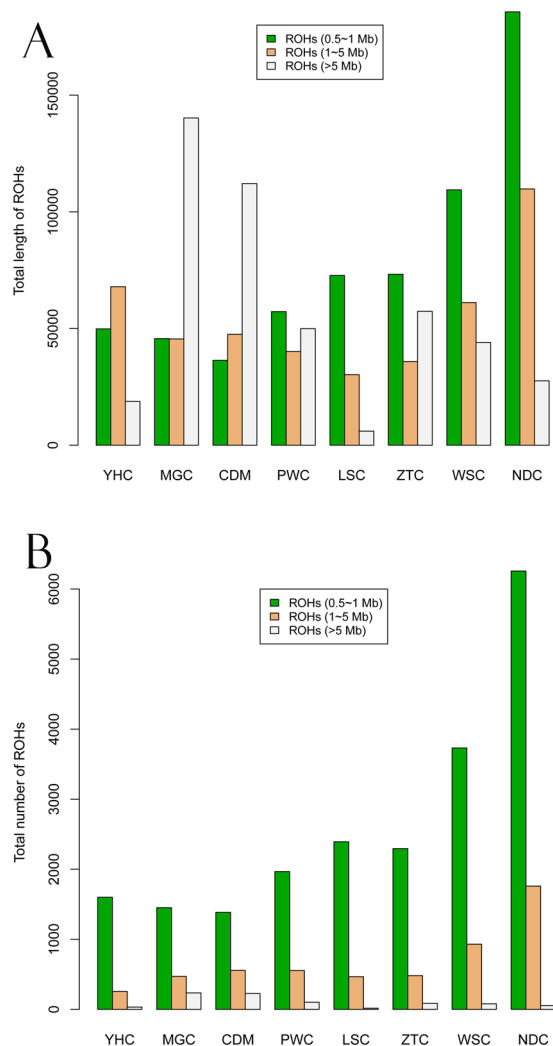 A
ROHs (0.5~1 Mb)
ROHs (1~5 Mb)
ROHs (>5 Mb)
Total length of ROHs
150000
100000
50000
0
YHC MGC CDM PWC LSC ZTC WSC NDC
B
ROHs (0.5~1 Mb)
ROHs (1~5 Mb)
ROHs (>5 Mb)
Total number of ROHs
6000
5000
4000
3000
2000
1000
0
YHC MGC CDM PWC LSC ZTC WSC NDC